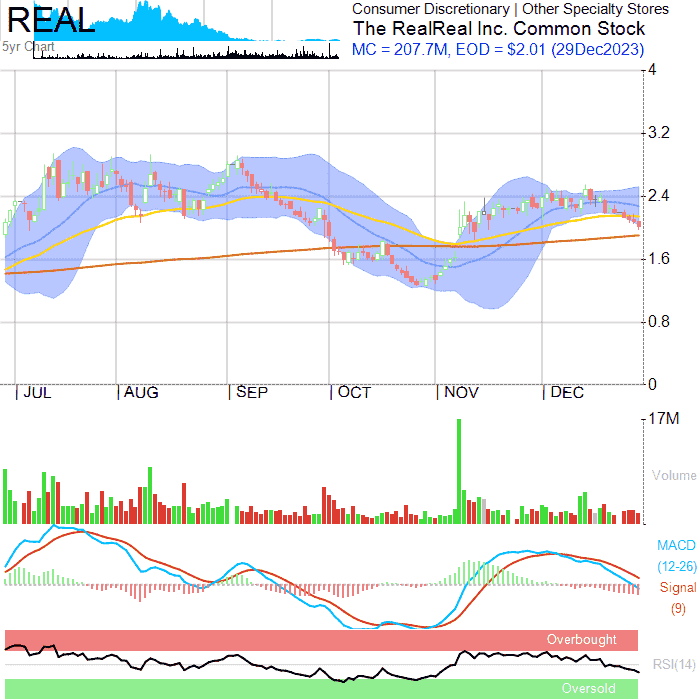 REAL
5yr Chart
Consumer Discretionary | Other Specialty Stores
The RealReal Inc. Common Stock
MC = 207.7M, EOD = $2.01 (29Dec2023)
4
3.2
2.4
1.6
0.8
0
JUL AUG SEP OCT NOV DEC
17M
Volume
MACD
(12-26)
Signal
(9)
Overbought
RSI(14)
Oversold